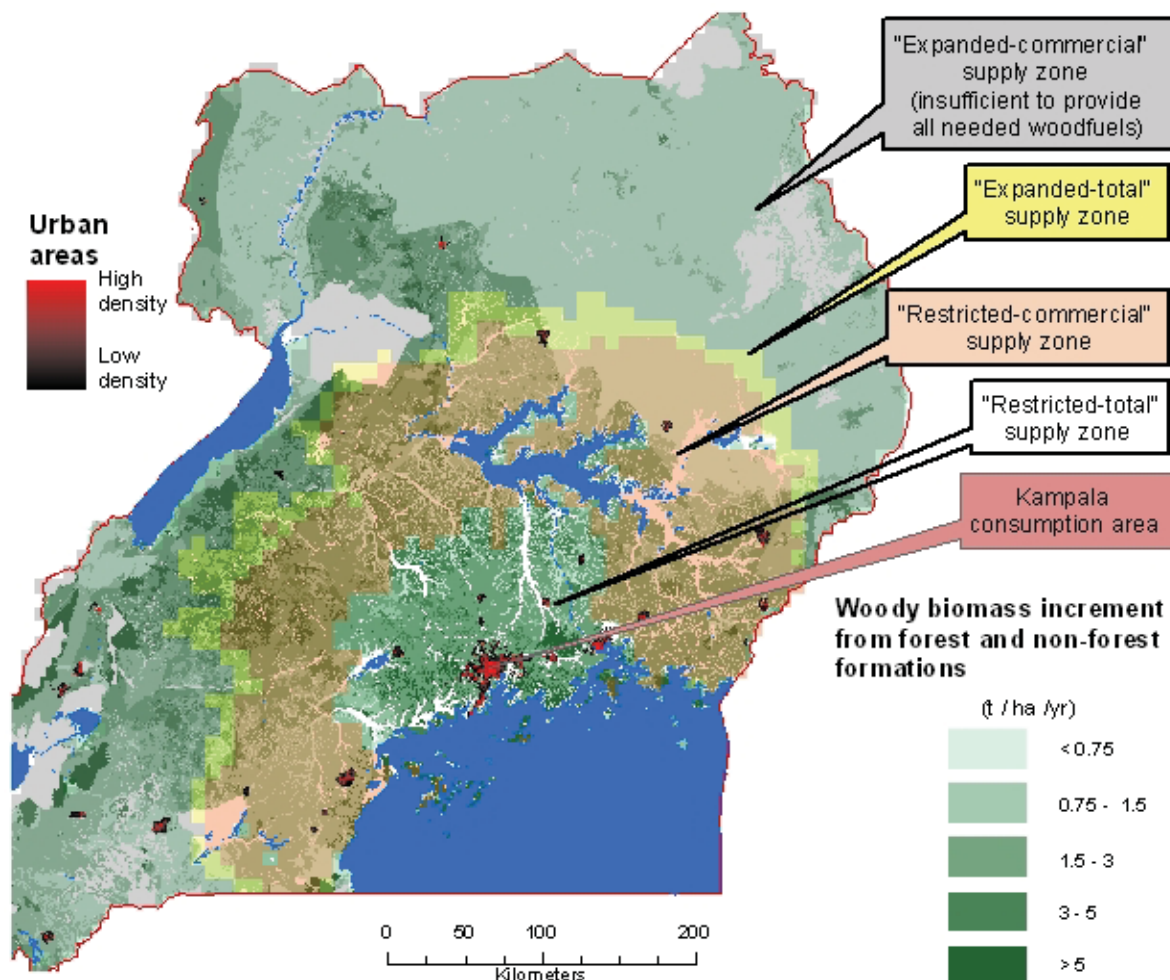 "Expanded-commercial"
supply zone
(insufficient to provide
all needed woodfuels)
"Expanded-total"
supply zone
"Restricted-commercial"
supply zone
"Restricted-total"
supply zone
Kampala
consumption area
Urban
areas
High
density
Low
density
Woody biomass increment
from forest and non-forest
formations
(t / ha /yr)
< 0.75
0.75 - 1.5
1.5 - 3
3 - 5
> 5
0 50 100 200
Kilometers